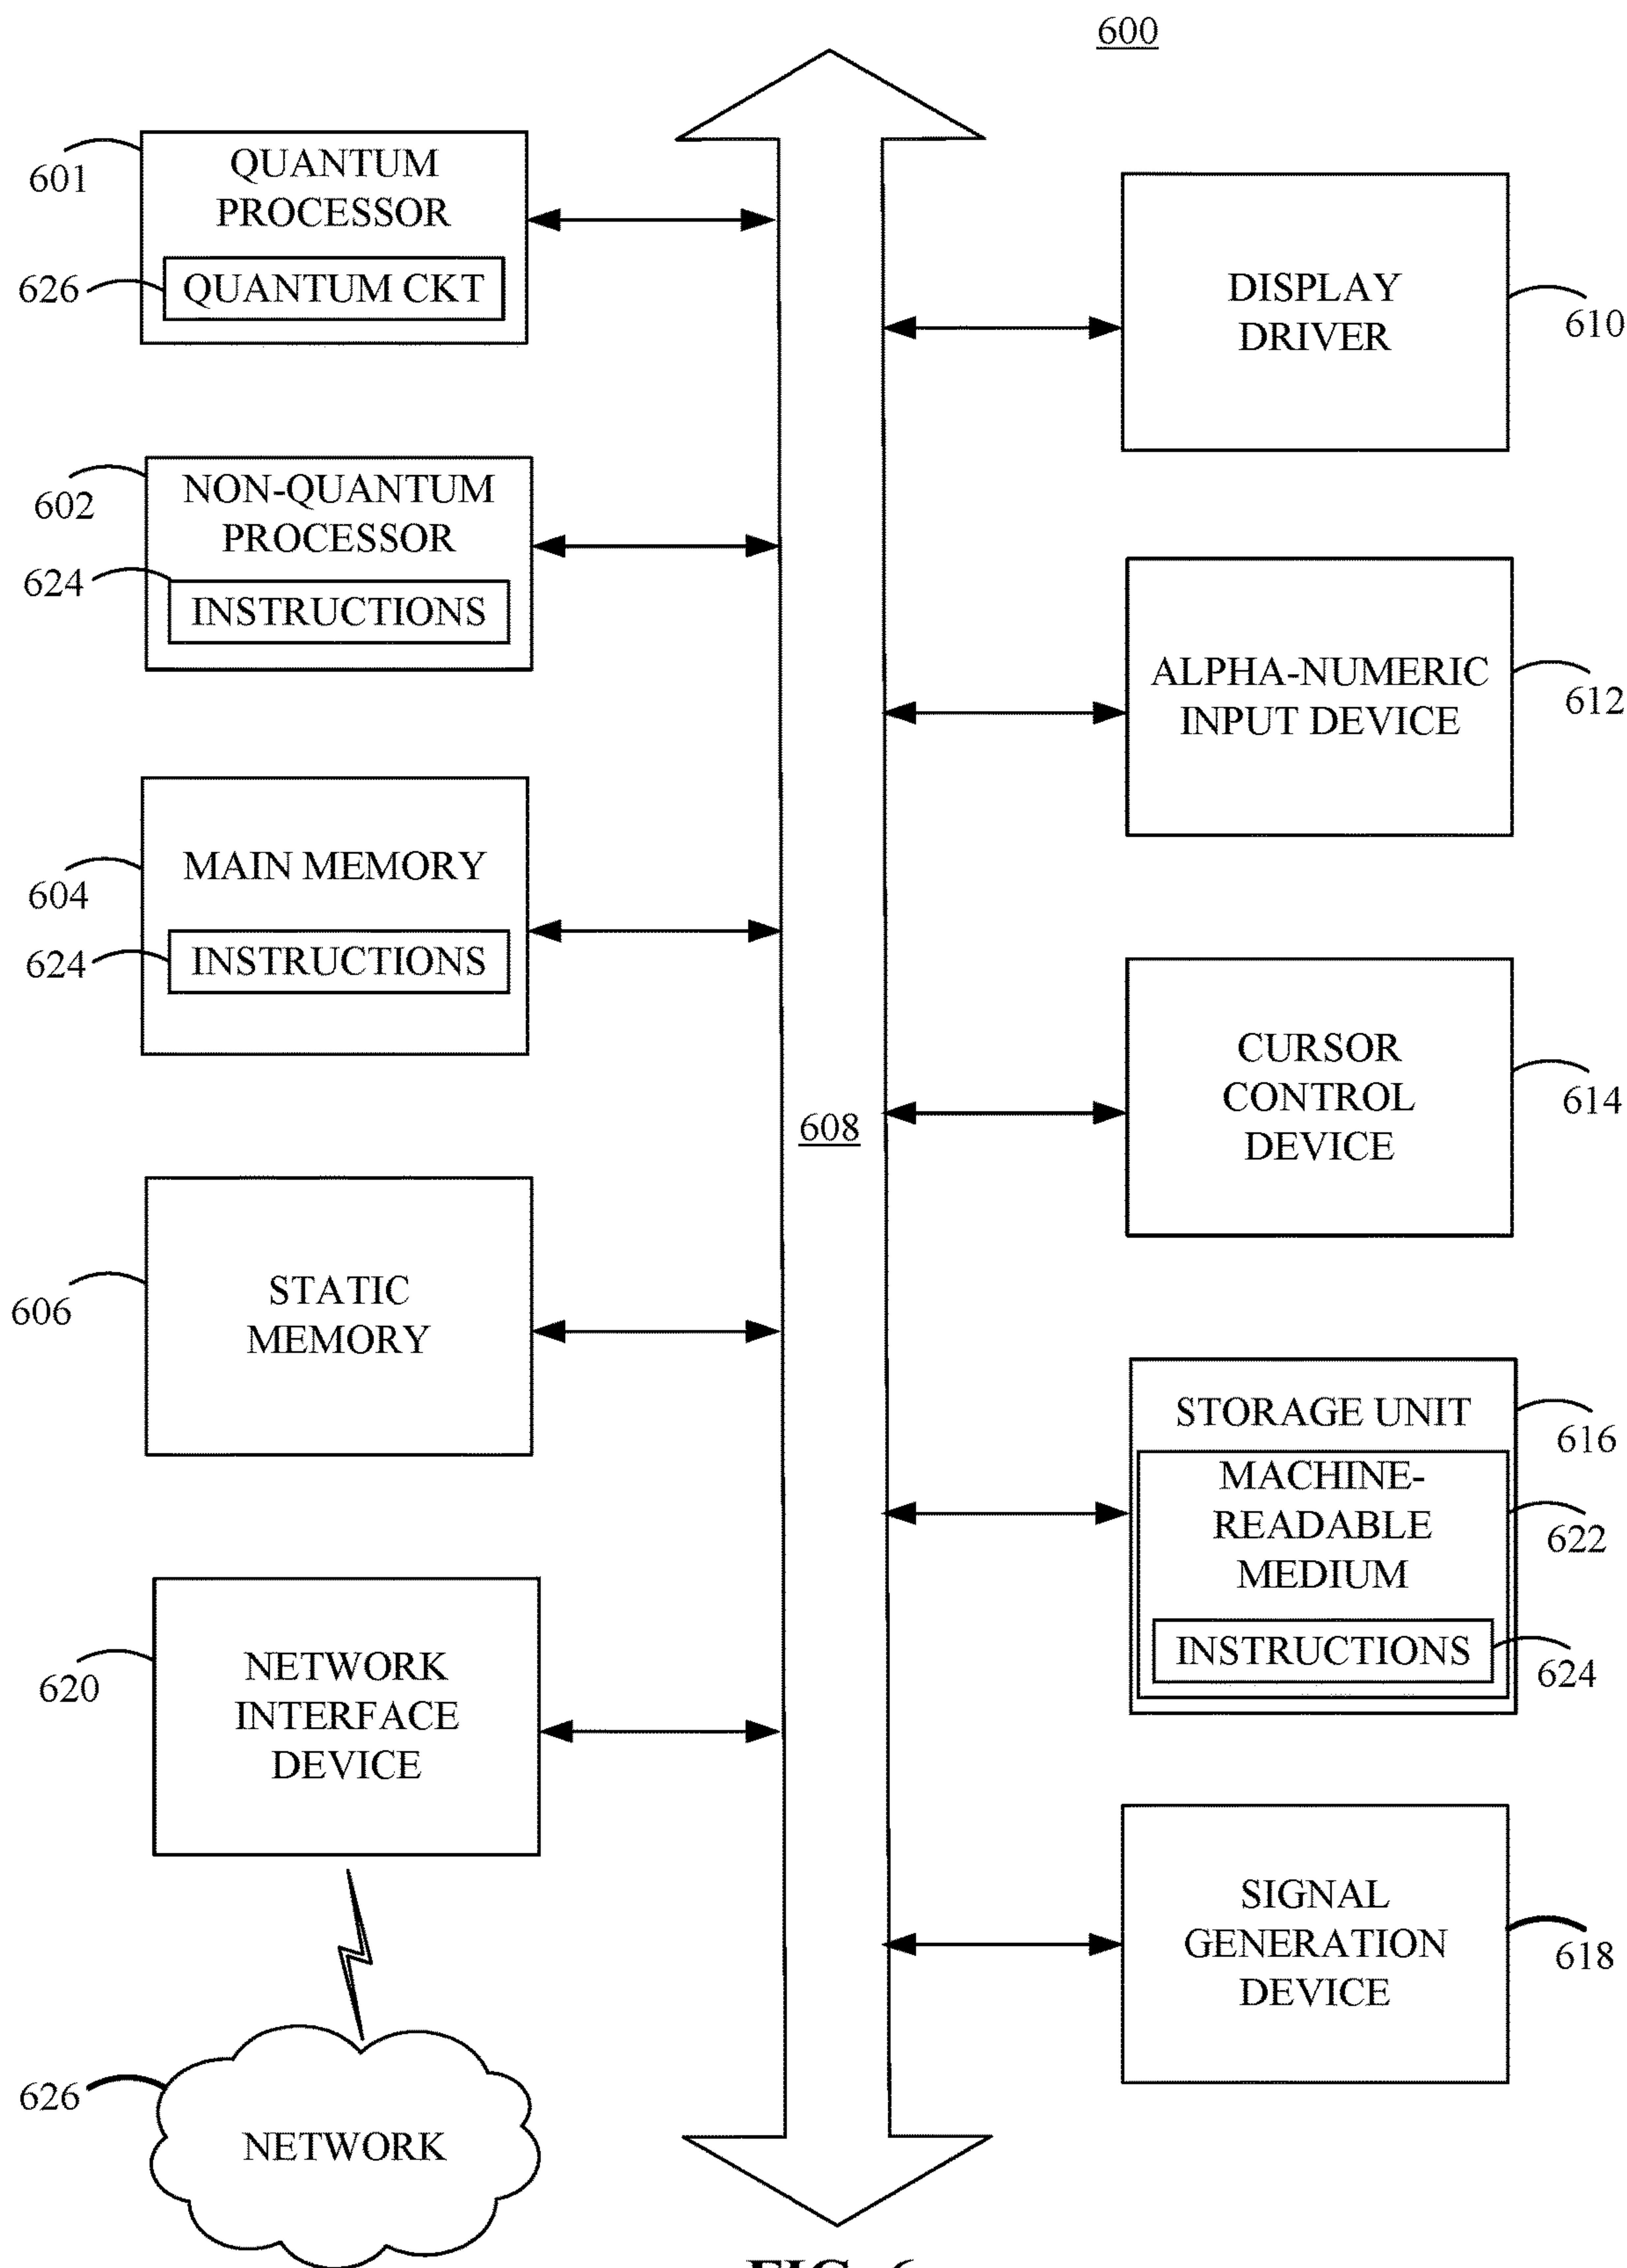 600
601
QUANTUM
PROCESSOR
626
QUANTUM CKT
602
NON-QUANTUM
PROCESSOR
624
INSTRUCTIONS
604
MAIN MEMORY
624
INSTRUCTIONS
606
STATIC
MEMORY
620
NETWORK
INTERFACE
DEVICE
626
NETWORK
608
DISPLAY
DRIVER
610
ALPHA-NUMERIC
INPUT DEVICE
612
CURSOR
CONTROL
DEVICE
614
STORAGE UNIT
616
MACHINE-
READABLE
MEDIUM
622
INSTRUCTIONS
624
SIGNAL
GENERATION
DEVICE
618
FIG. 6